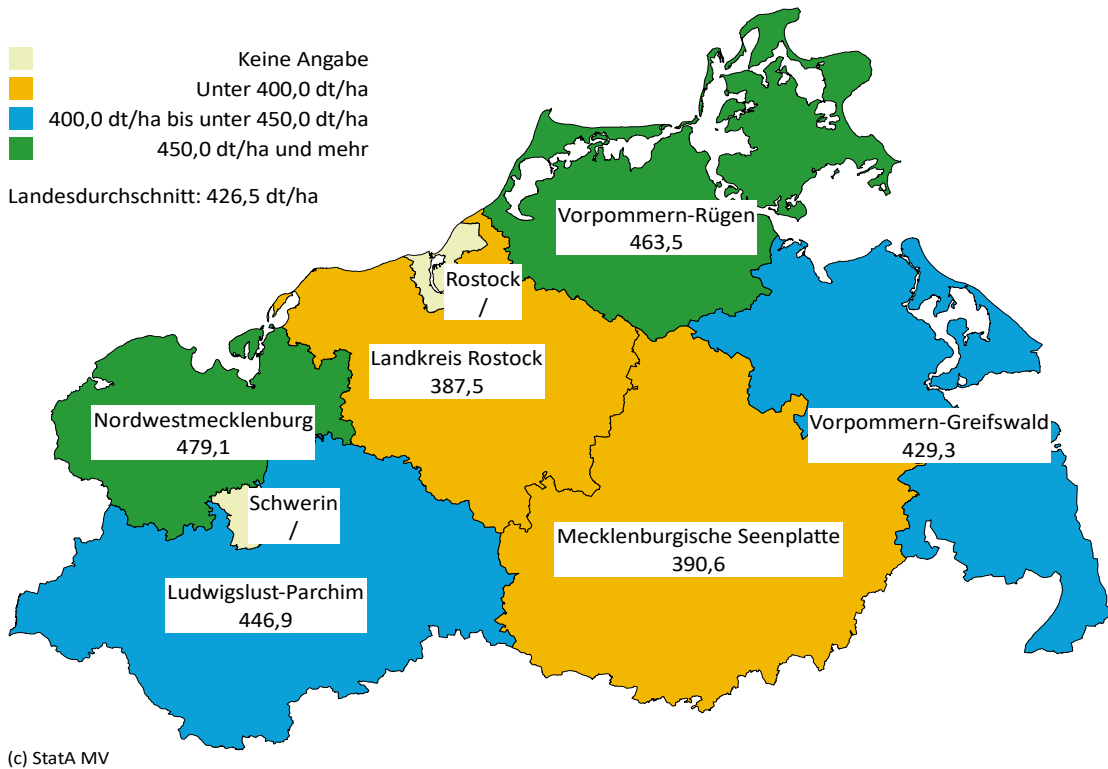 Keine Angabe
Unter 400,0 dt/ha
400,0 dt/ha bis unter 450,0 dt/ha
450,0 dt/ha und mehr
Landesdurchschnitt: 426,5 dt/ha
Vorpommern-Rügen
463,5
Rostock
/
Landkreis Rostock
387,5
Nordwestmecklenburg
479,1
Vorpommern-Greifswald
429,3
Schwerin
/
Mecklenburgische Seenplatte
390,6
Ludwigslust-Parchim
446,9
(c) StatA MV